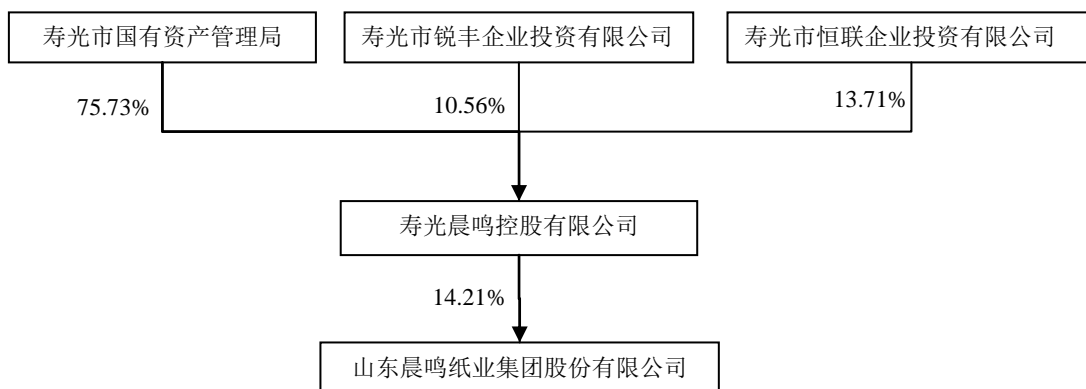 寿光市国有资产管理局
寿光市锐丰企业投资有限公司
寿光市恒联企业投资有限公司
75.73%
10.56%
13.71%
寿光晨鸣控股有限公司
14.21%
山东晨鸣纸业集团股份有限公司